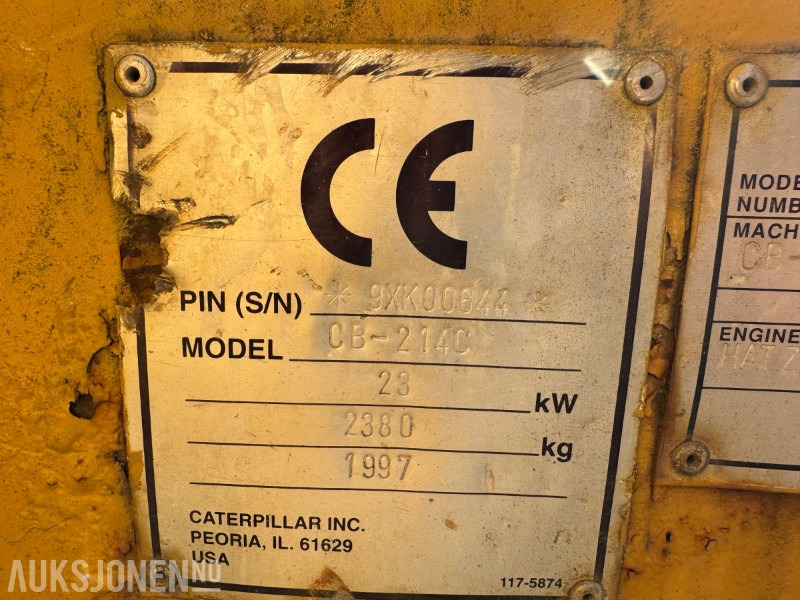 CE
PIN (S/N) * 9XK00644 *
MODEL CB-214C
23 kW
2380 kg
1997
CATERPILLAR INC.
PEORIA, IL. 61629
USA
117-5874
MODE
NUMB
MACH
CB-
ENGINE
HATZ
AUKSJONEN.NO